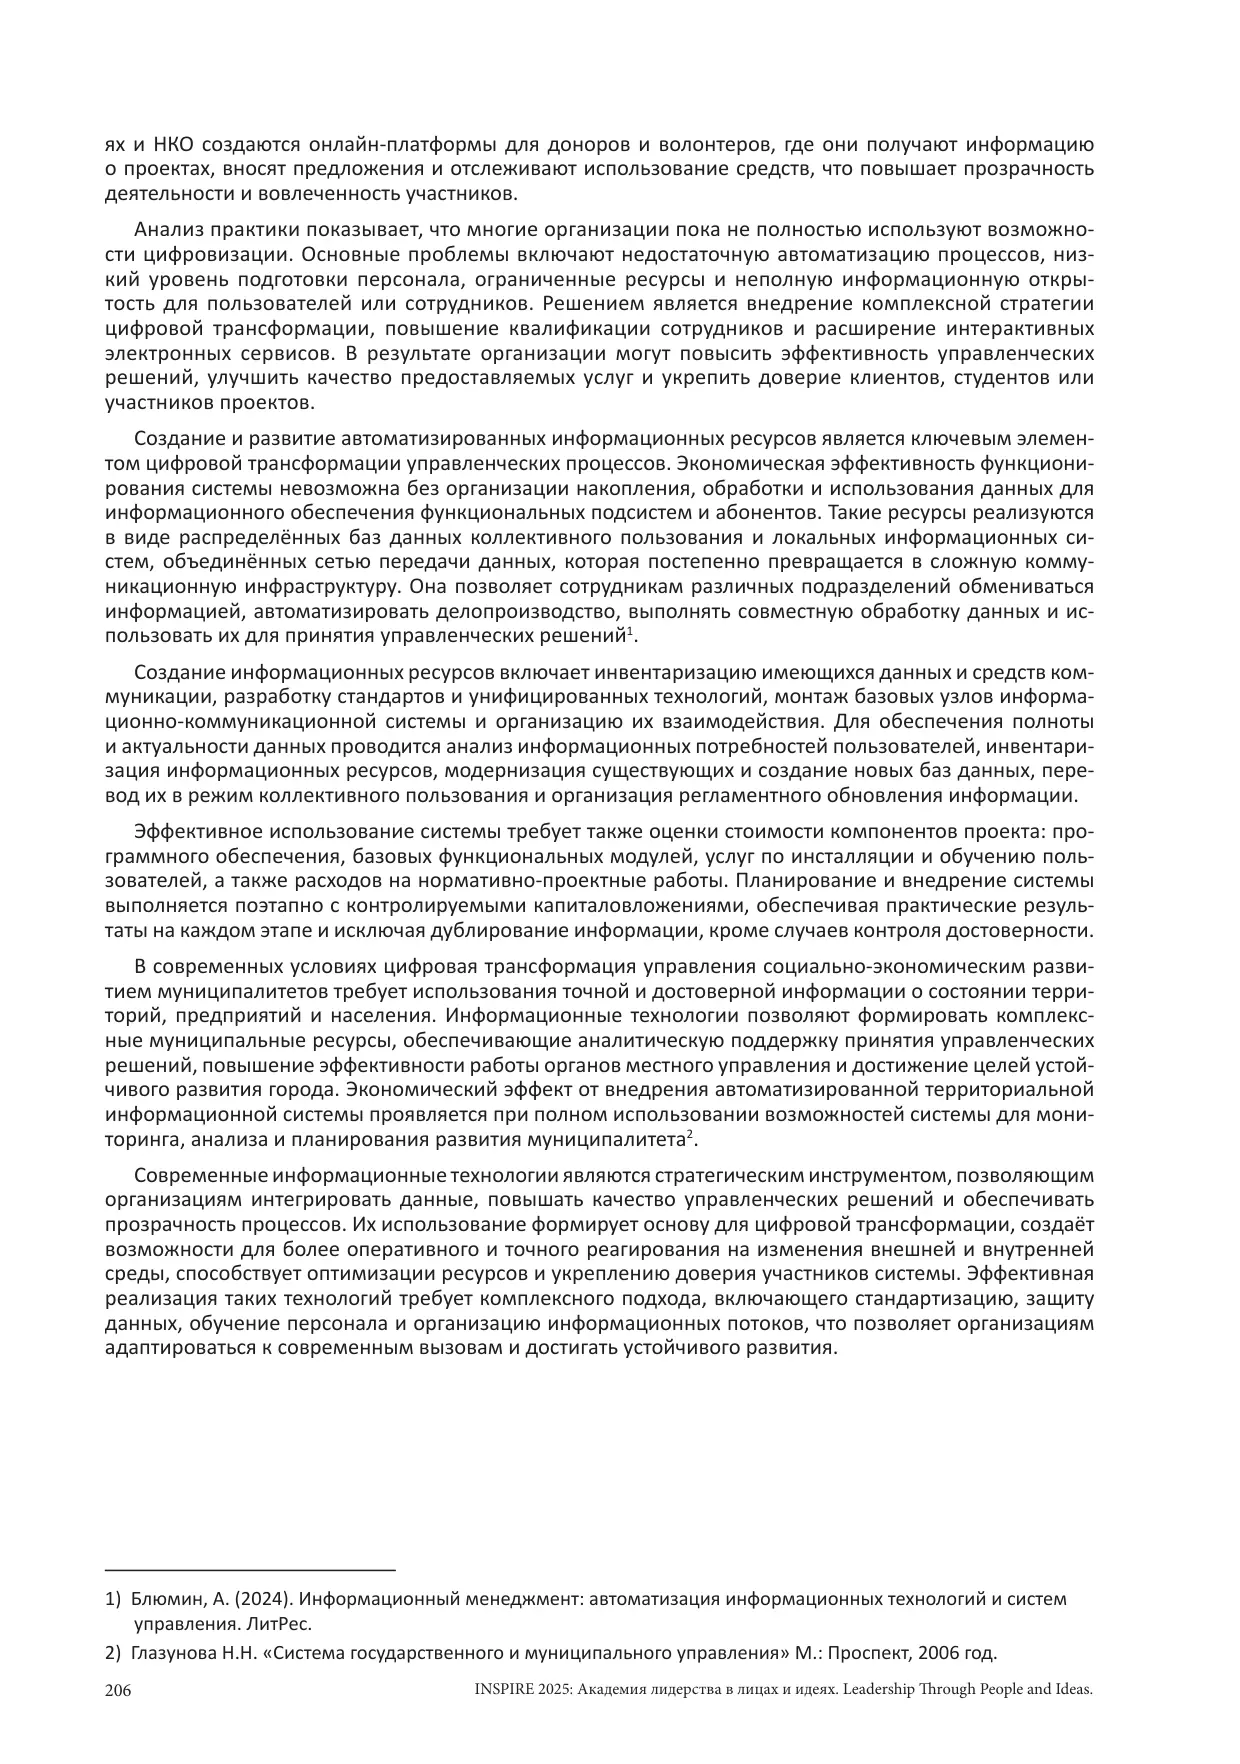 ях и НКО создаются онлайн-платформы для доноров и волонтеров, где они получают информацию
о проектах, вносят предложения и отслеживают использование средств, что повышает прозрачность
деятельности и вовлеченность участников.
Анализ практики показывает, что многие организации пока не полностью используют возможно-
сти цифровизации. Основные проблемы включают недостаточную автоматизацию процессов, низ-
кий уровень подготовки персонала, ограниченные ресурсы и неполную информационную откры-
тость для пользователей или сотрудников. Решением является внедрение комплексной стратегии
цифровой трансформации, повышение квалификации сотрудников и расширение интерактивных
электронных сервисов. В результате организации могут повысить эффективность управленческих
решений, улучшить качество предоставляемых услуг и укрепить доверие клиентов, студентов или
участников проектов.
Создание и развитие автоматизированных информационных ресурсов является ключевым элемен-
том цифровой трансформации управленческих процессов. Экономическая эффективность функциони-
рования системы невозможна без организации накопления, обработки и использования данных для
информационного обеспечения функциональных подсистем и абонентов. Такие ресурсы реализуются
в виде распределённых баз данных коллективного пользования и локальных информационных си-
стем, объединённых сетью передачи данных, которая постепенно превращается в сложную комму-
никационную инфраструктуру. Она позволяет сотрудникам различных подразделений обмениваться
информацией, автоматизировать делопроизводство, выполнять совместную обработку данных и ис-
пользовать их для принятия управленческих решений¹.
Создание информационных ресурсов включает инвентаризацию имеющихся данных и средств ком-
муникации, разработку стандартов и унифицированных технологий, монтаж базовых узлов информа-
ционно-коммуникационной системы и организацию их взаимодействия. Для обеспечения полноты
и актуальности данных проводится анализ информационных потребностей пользователей, инвентари-
зация информационных ресурсов, модернизация существующих и создание новых баз данных, пере-
вод их в режим коллективного пользования и организация регламентного обновления информации.
Эффективное использование системы требует также оценки стоимости компонентов проекта: про-
граммного обеспечения, базовых функциональных модулей, услуг по инсталляции и обучению поль-
зователей, а также расходов на нормативно-проектные работы. Планирование и внедрение системы
выполняется поэтапно с контролируемыми капиталовложениями, обеспечивая практические резуль-
таты на каждом этапе и исключая дублирование информации, кроме случаев контроля достоверности.
В современных условиях цифровая трансформация управления социально-экономическим разви-
тием муниципалитетов требует использования точной и достоверной информации о состоянии терри-
торий, предприятий и населения. Информационные технологии позволяют формировать комплекс-
ные муниципальные ресурсы, обеспечивающие аналитическую поддержку принятия управленческих
решений, повышение эффективности работы органов местного управления и достижение целей устой-
чивого развития города. Экономический эффект от внедрения автоматизированной территориальной
информационной системы проявляется при полном использовании возможностей системы для мони-
торинга, анализа и планирования развития муниципалитета².
Современные информационные технологии являются стратегическим инструментом, позволяющим
организациям интегрировать данные, повышать качество управленческих решений и обеспечивать
прозрачность процессов. Их использование формирует основу для цифровой трансформации, создаёт
возможности для более оперативного и точного реагирования на изменения внешней и внутренней
среды, способствует оптимизации ресурсов и укреплению доверия участников системы. Эффективная
реализация таких технологий требует комплексного подхода, включающего стандартизацию, защиту
данных, обучение персонала и организацию информационных потоков, что позволяет организациям
адаптироваться к современным вызовам и достигать устойчивого развития.
1) Блюмин, А. (2024). Информационный менеджмент: автоматизация информационных технологий и систем
управления. ЛитРес.
2) Глазунова Н.Н. «Система государственного и муниципального управления» М.: Проспект, 2006 год.
206 INSPIRE 2025: Академия лидерства в лицах и идеях. Leadership Through People and Ideas.